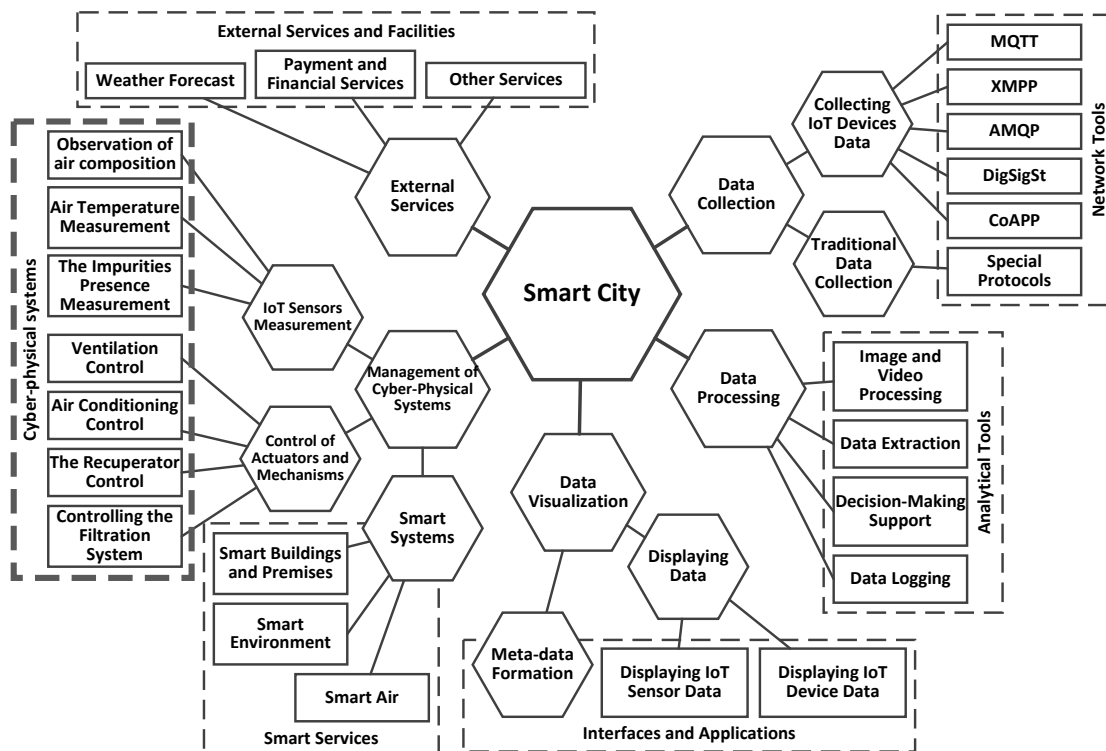 External Services and Facilities
Weather Forecast
Payment and
Financial Services
Other Services
External
Services
Cyber-physical systems
Observation of
air composition
Air Temperature
Measurement
The Impurities
Presence
Measurement
Ventilation
Control
Air Conditioning
Control
The Recuperator
Control
Controlling the
Filtration
System
IoT Sensors
Measurement
Control of
Actuators and
Mechanisms
Management of
Cyber-Physical
Systems
Smart
Systems
Smart Buildings
and Premises
Smart
Environment
Smart Air
Smart Services
Smart City
Data
Collection
Collecting
IoT Devices
Data
Traditional
Data
Collection
MQTT
XMPP
AMQP
DigSigSt
CoAPP
Special
Protocols
Network Tools
Data
Processing
Image and
Video
Processing
Data Extraction
Decision-Making
Support
Data Logging
Analytical Tools
Data
Visualization
Displaying
Data
Meta-data
Formation
Displaying IoT
Sensor Data
Displaying IoT
Device Data
Interfaces and Applications